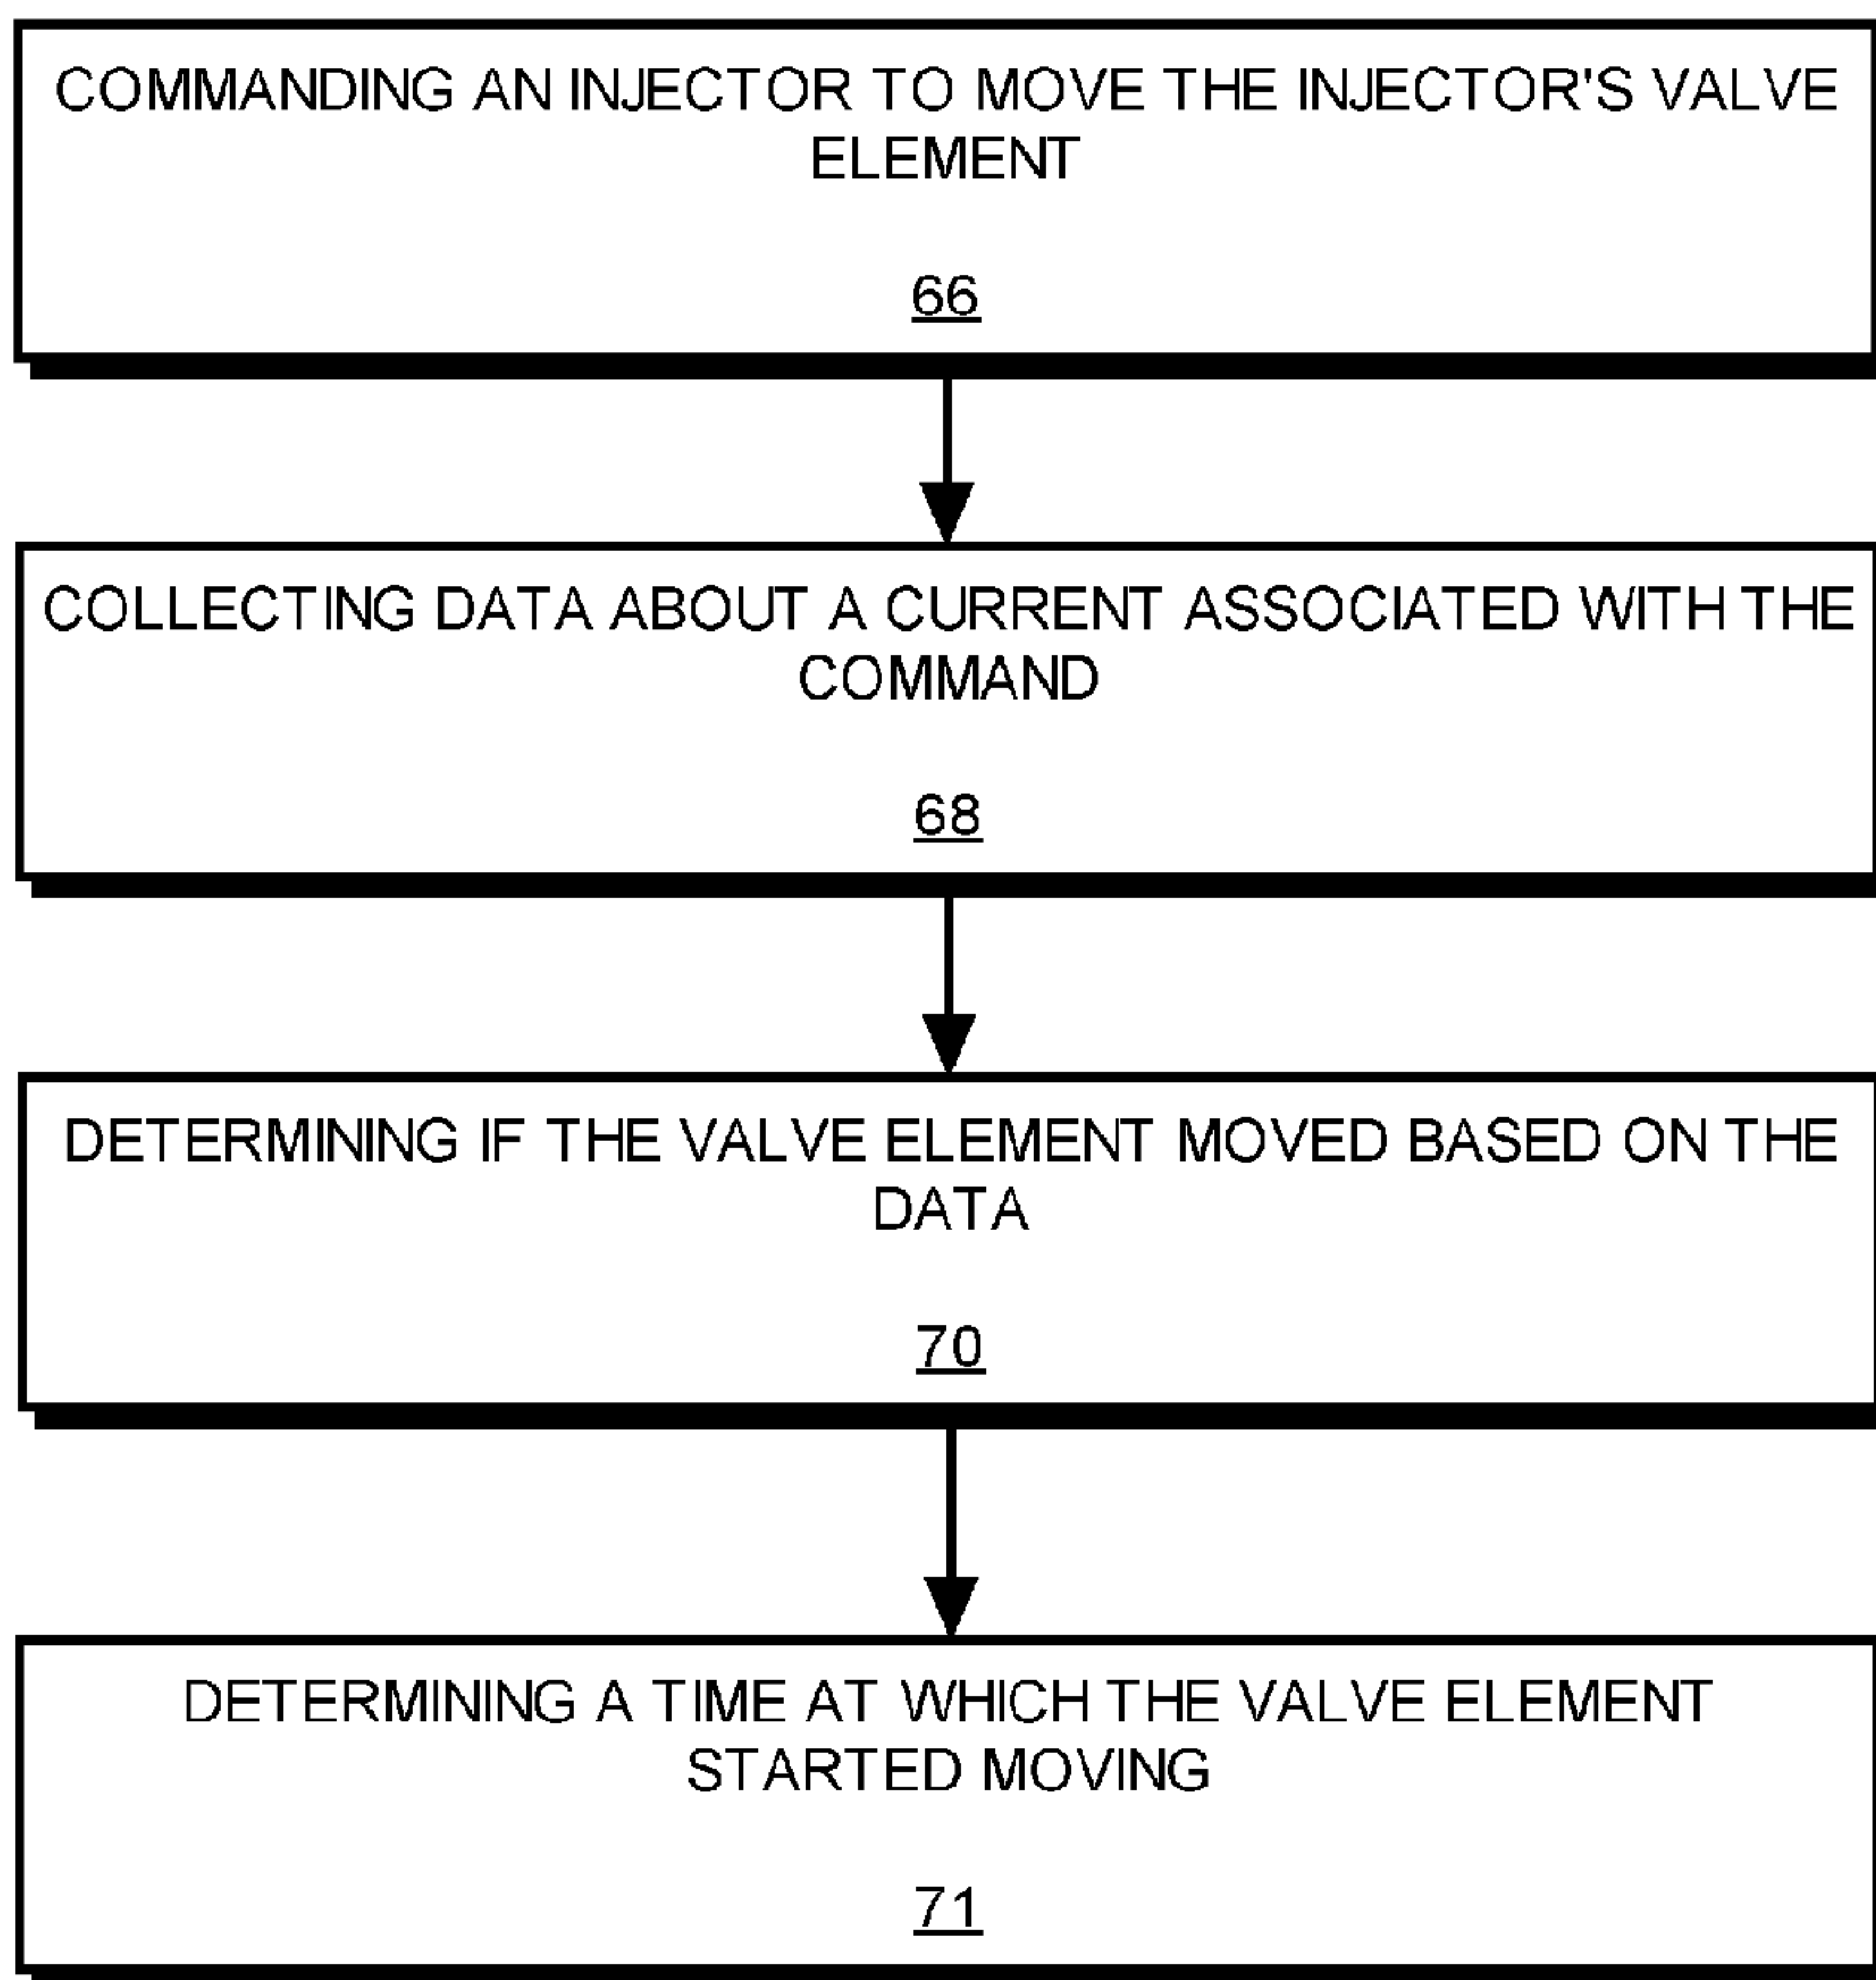 COMMANDING AN INJECTOR TO MOVE THE INJECTOR'S VALVE
ELEMENT
66
COLLECTING DATA ABOUT A CURRENT ASSOCIATED WITH THE
COMMAND
68
DETERMINING IF THE VALVE ELEMENT MOVED BASED ON THE
DATA
70
DETERMINING A TIME AT WHICH THE VALVE ELEMENT
STARTED MOVING
71